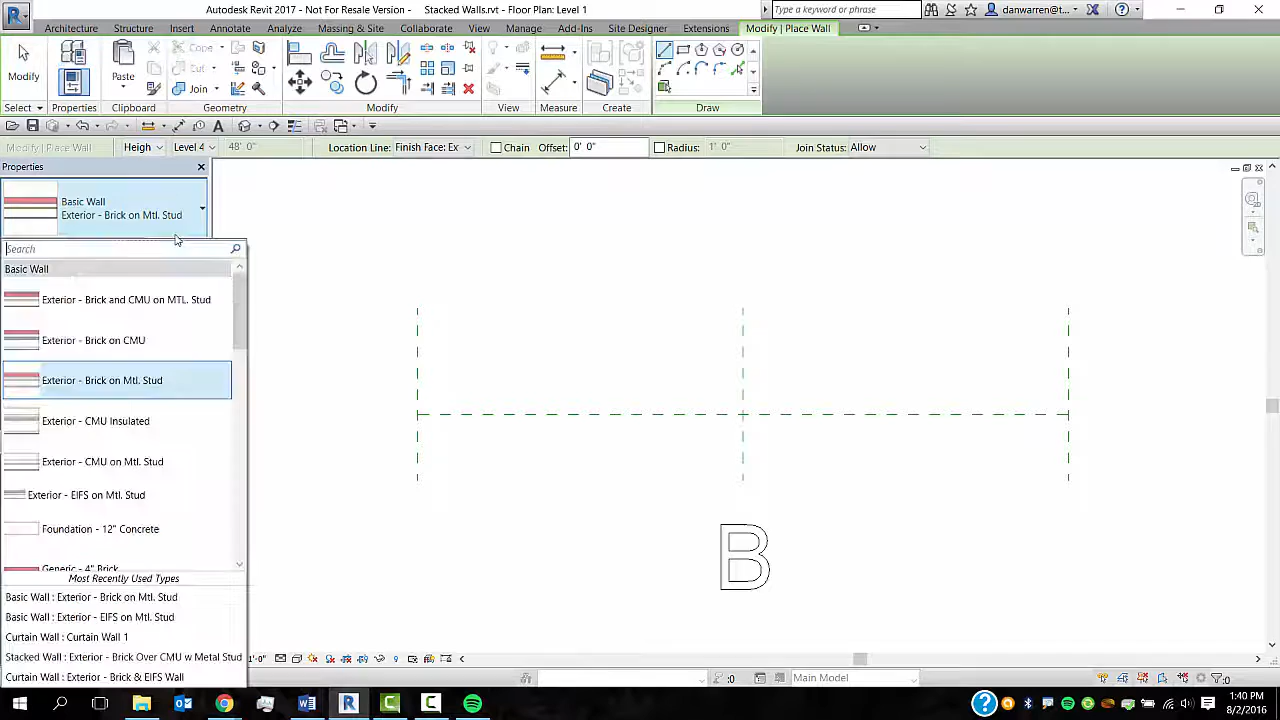 Autodesk Revit 2017 - Not For Resale Version - Stacked Walls.rvt - Floor Plan: Level 1
Type a keyword or phrase
danwarren@t...
Architecture Structure Insert Annotate Analyze Massing & Site Collaborate View Manage Add-Ins Site Designer Extensions Modify | Place Wall
Modify
Paste
Cope
Cut
Join
Select Properties Clipboard Geometry Modify View Measure Create Draw
Modify | Place Wall
Heigh
Level 4
48' 0"
Location Line: Finish Face: Ex
Chain
Offset: 0' 0"
Radius: 1' 0"
Join Status: Allow
Properties
Basic Wall
Exterior - Brick on Mtl. Stud
Search
Basic Wall
Exterior - Brick and CMU on MTL. Stud
Exterior - Brick on CMU
Exterior - Brick on Mtl. Stud
Exterior - CMU Insulated
Exterior - CMU on Mtl. Stud
Exterior - EIFS on Mtl. Stud
Foundation - 12" Concrete
Generic - 4" Brick
Most Recently Used Types
Basic Wall : Exterior - Brick on Mtl. Stud
Basic Wall : Exterior - EIFS on Mtl. Stud
Curtain Wall : Curtain Wall 1
Stacked Wall : Exterior - Brick Over CMU w Metal Stud
Curtain Wall : Exterior - Brick & EIFS Wall
B
:0
Main Model
:0
1:40 PM
8/2/2016